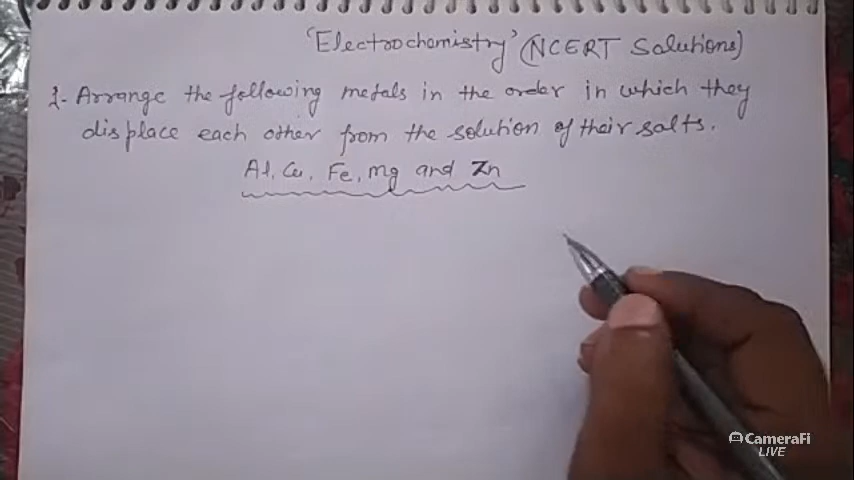 'Electrochemistry' (NCERT Solutions)
1. Arrange the following metals in the order in which they
displace each other from the solution of their salts.
Al, Cu, Fe, Mg and Zn
CameraFi
LIVE